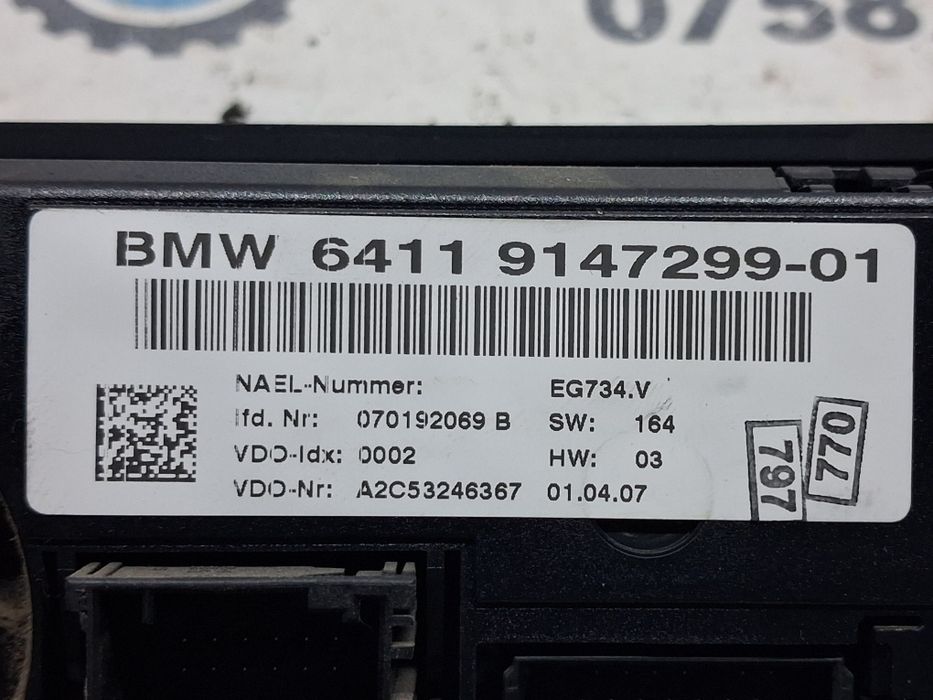 0758
BMW 6411 9147299-01
NAEL-Nummer: EG734.V
lfd. Nr: 070192069 B SW: 164
VDO-Idx: 0002 HW: 03
VDO-Nr: A2C53246367 01.04.07
797
770